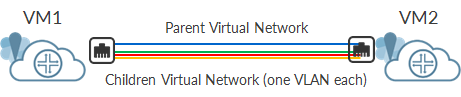 VM1
VM2
Parent Virtual Network
Children Virtual Network (one VLAN each)